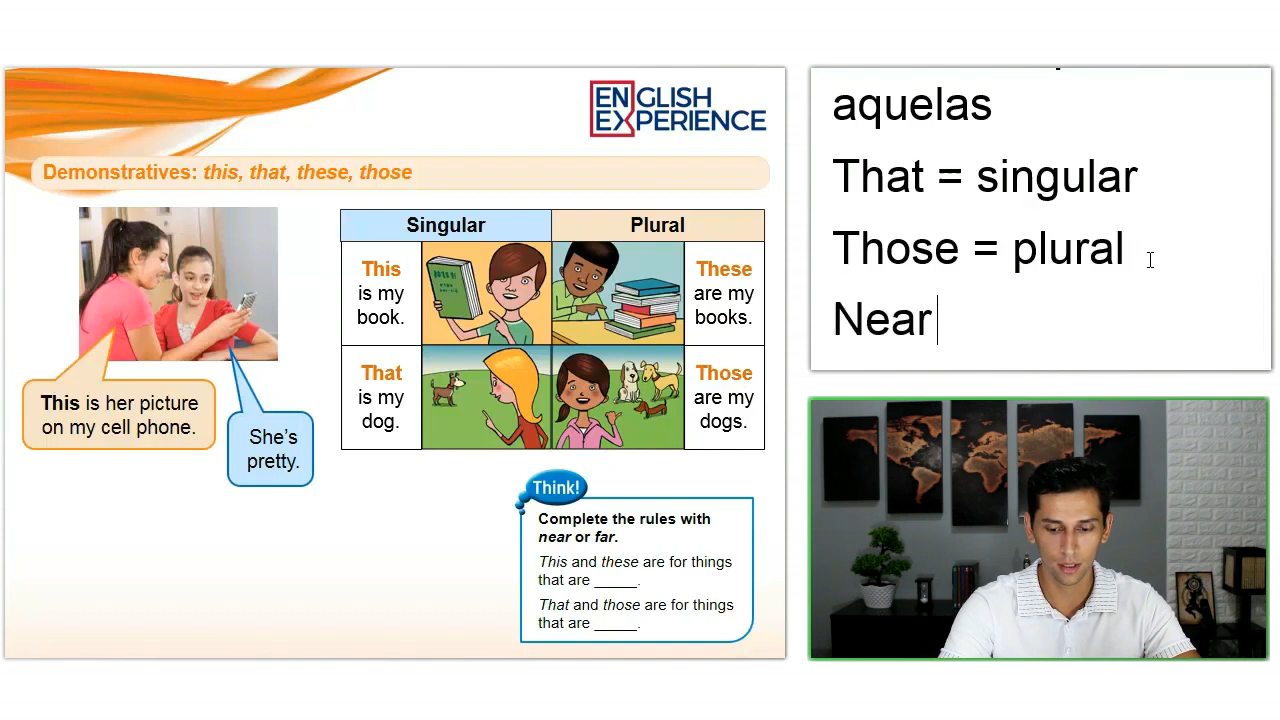 ENGLISH
EXPERIENCE
Demonstratives: this, that, these, those
This is her picture
on my cell phone.
She's
pretty.
Singular
Plural
This
is my
book.
These
are my
books.
That
is my
dog.
Those
are my
dogs.
Think!
Complete the rules with
near or far.
This and these are for things
that are _____.
That and those are for things
that are _____.
aquelas
That = singular
Those = plural
Near